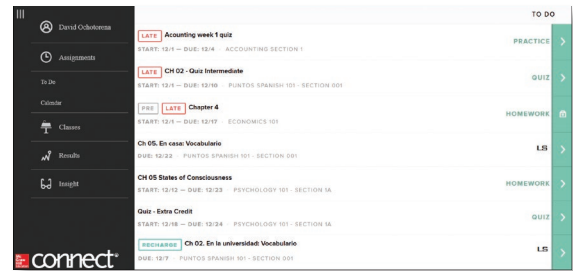 TO DO
David Ochotorena
Assignments
To Do
Calendar
Classes
Results
Insight
connect®
LATE Acounting week 1 quiz
START: 12/1 — DUE: 12/4 · ACCOUNTING SECTION 1
PRACTICE
LATE CH 02 - Quiz Intermediate
START: 12/1 — DUE: 12/10 · PUNTOS SPANISH 101 - SECTION 001
QUIZ
PRE LATE Chapter 4
START: 12/1 — DUE: 12/17 · ECONOMICS 101
HOMEWORK
Ch 05. En casa: Vocabulario
DUE: 12/22 · PUNTOS SPANISH 101 - SECTION 001
LS
CH 05 States of Consciousness
START: 12/12 — DUE: 12/23 · PSYCHOLOGY 101 - SECTION 1A
HOMEWORK
Quiz - Extra Credit
START: 12/18 — DUE: 12/24 · PSYCHOLOGY 101 - SECTION 1A
QUIZ
RECHARGE Ch 02. En la universidad: Vocabulario
DUE: 12/7 · PUNTOS SPANISH 101 - SECTION 001
LS